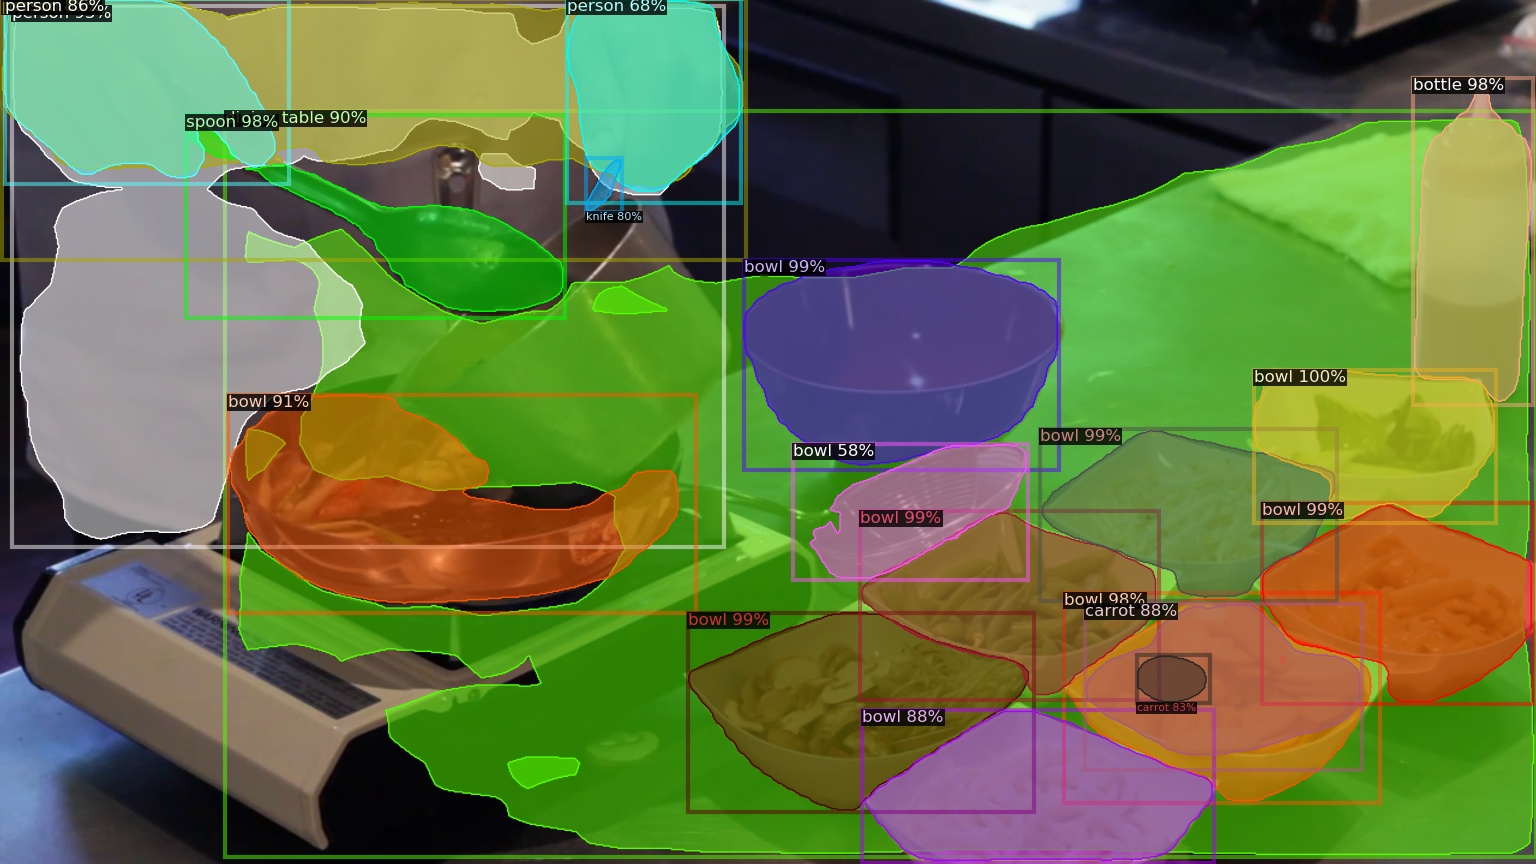 person 86%
person 95%
person 68%
bottle 98%
spoon 98%
table 90%
knife 80%
bowl 99%
bowl 100%
bowl 91%
bowl 99%
bowl 58%
bowl 99%
bowl 99%
bowl 98%
carrot 88%
bowl 99%
carrot 83%
bowl 88%